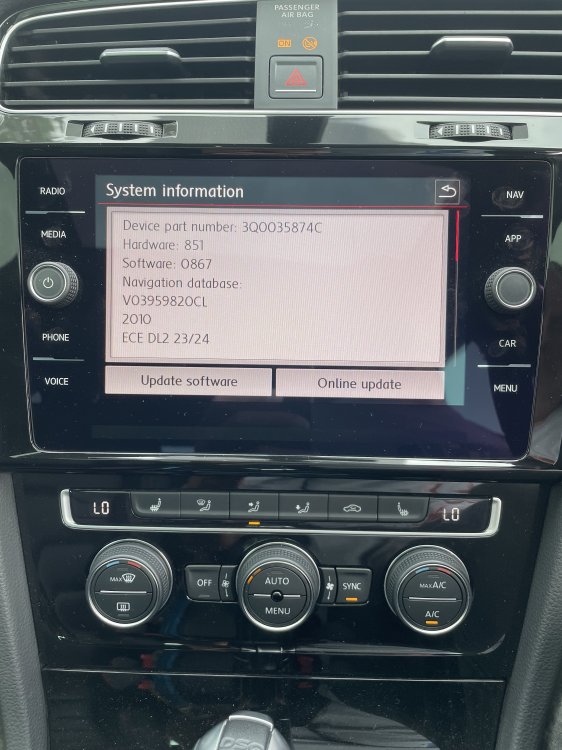 PASSENGER
AIR BAG
ON
RADIO
MEDIA
PHONE
VOICE
System information
Device part number: 3Q0035874C
Hardware: 851
Software: 0867
Navigation database:
V03959820CL
2010
ECE DL2 23/24
Update software
Online update
NAV
APP
CAR
MENU
LO
LO
MAX
OFF
AUTO
MENU
SYNC
MAX A/C
A/C
DSG